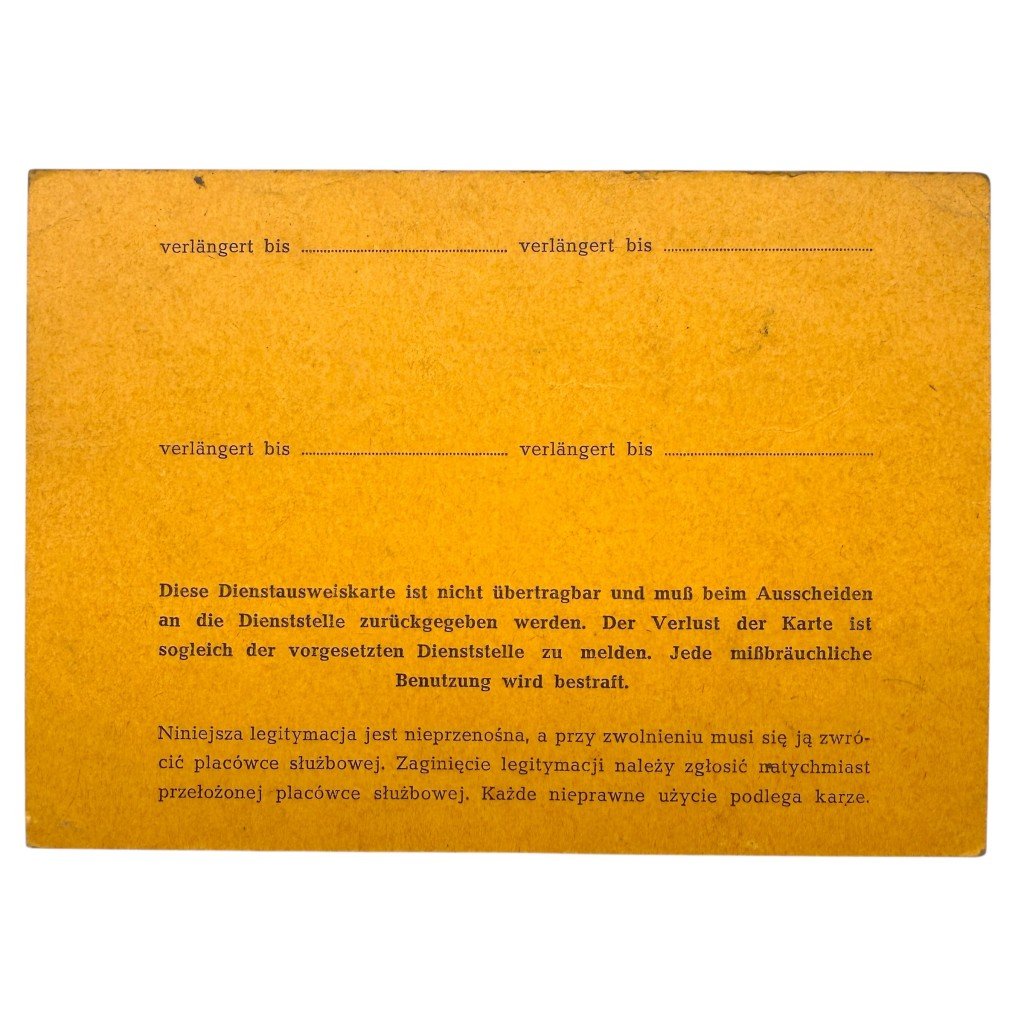 verlängert bis ........................ verlängert bis ........................
verlängert bis ........................ verlängert bis ........................
Diese Dienstausweiskarte ist nicht übertragbar und muß beim Ausscheiden
an die Dienststelle zurückgegeben werden. Der Verlust der Karte ist
sogleich der vorgesetzten Dienststelle zu melden. Jede mißbräuchliche
Benutzung wird bestraft.
Niniejsza legitymacja jest nieprzenośna, a przy zwolnieniu musi się ją zwró-
cić placówce służbowej. Zaginięcie legitymacji należy zgłosić natychmiast
przełożonej placówce służbowej. Każde nieprawne użycie podlega karze.